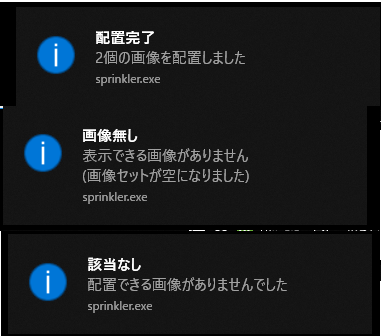 配置完了
2個の画像を配置しました
sprinkler.exe
画像無し
表示できる画像がありません
(画像セットが空になりました)
sprinkler.exe
該当なし
配置できる画像がありませんでした
sprinkler.exe